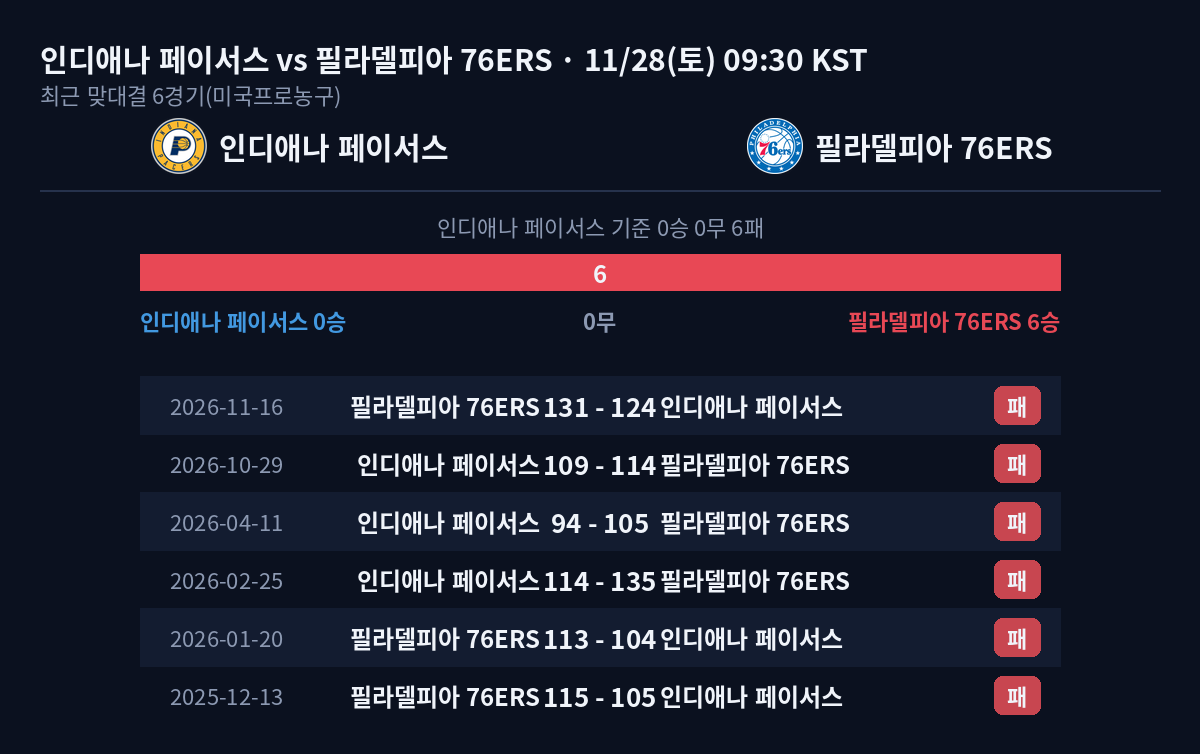 인디애나 페이서스 vs 필라델피아 76ERS · 11/28(토) 09:30 KST
최근 맞대결 6경기(미국프로농구)
INDIANA PACERS 인디애나 페이서스
PHILADELPHIA 76ers 필라델피아 76ERS
인디애나 페이서스 기준 0승 0무 6패
6
인디애나 페이서스 0승 0무 필라델피아 76ERS 6승
2026-11-16 필라델피아 76ERS 131 - 124 인디애나 페이서스 패
2026-10-29 인디애나 페이서스 109 - 114 필라델피아 76ERS 패
2026-04-11 인디애나 페이서스 94 - 105 필라델피아 76ERS 패
2026-02-25 인디애나 페이서스 114 - 135 필라델피아 76ERS 패
2026-01-20 필라델피아 76ERS 113 - 104 인디애나 페이서스 패
2025-12-13 필라델피아 76ERS 115 - 105 인디애나 페이서스 패